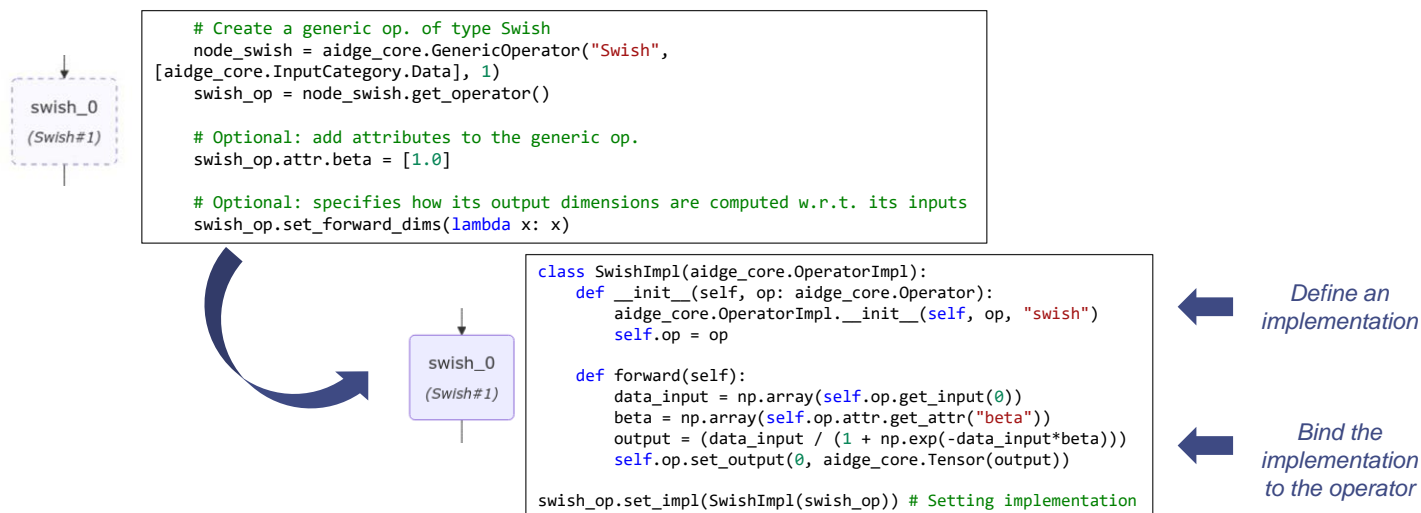 # Create a generic op. of type Swish
node_swish = aidge_core.GenericOperator("Swish",
[aidge_core.InputCategory.Data], 1)
swish_op = node_swish.get_operator()
# Optional: add attributes to the generic op.
swish_op.attr.beta = [1.0]
# Optional: specifies how its output dimensions are computed w.r.t. its inputs
swish_op.set_forward_dims(lambda x: x)
swish_0
(Swish#1)
class SwishImpl(aidge_core.OperatorImpl):
def __init__(self, op: aidge_core.Operator):
aidge_core.OperatorImpl.__init__(self, op, "swish")
self.op = op
def forward(self):
data_input = np.array(self.op.get_input(0))
beta = np.array(self.op.attr.get_attr("beta"))
output = (data_input / (1 + np.exp(-data_input*beta)))
self.op.set_output(0, aidge_core.Tensor(output))
swish_op.set_impl(SwishImpl(swish_op)) # Setting implementation
swish_0
(Swish#1)
Define an
implementation
Bind the
implementation
to the operator